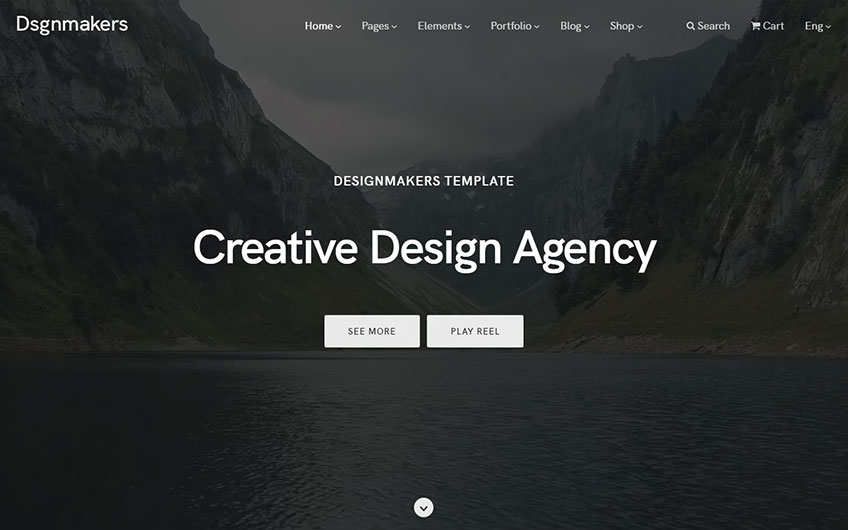 Dsgnmakers Home Pages Elements Portfolio Blog Shop Search Cart Eng
DESIGNMAKERS TEMPLATE
Creative Design Agency
SEE MORE PLAY REEL